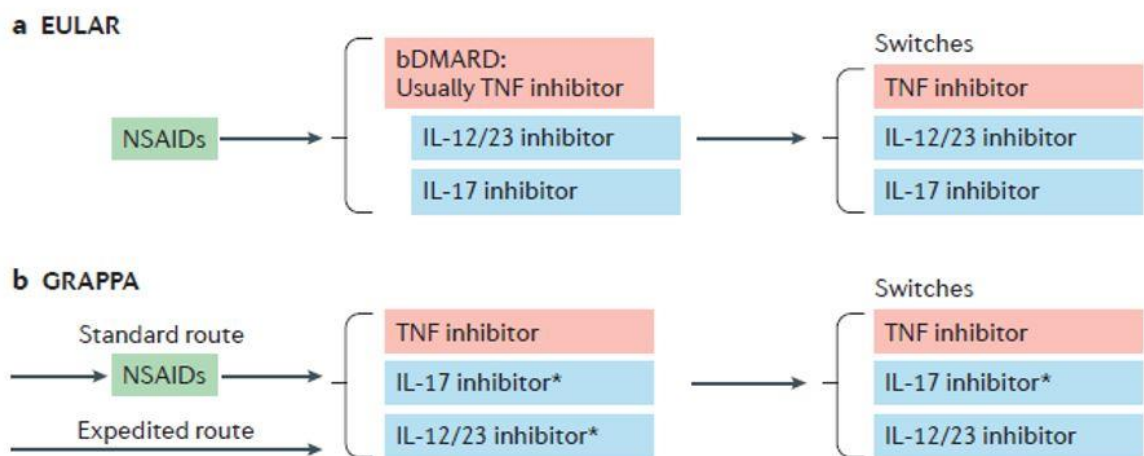 a EULAR
NSAIDs
bDMARD:
Usually TNF inhibitor
IL-12/23 inhibitor
IL-17 inhibitor
Switches
TNF inhibitor
IL-12/23 inhibitor
IL-17 inhibitor
b GRAPPA
Standard route
NSAIDs
Expedited route
TNF inhibitor
IL-17 inhibitor*
IL-12/23 inhibitor*
Switches
TNF inhibitor
IL-17 inhibitor*
IL-12/23 inhibitor